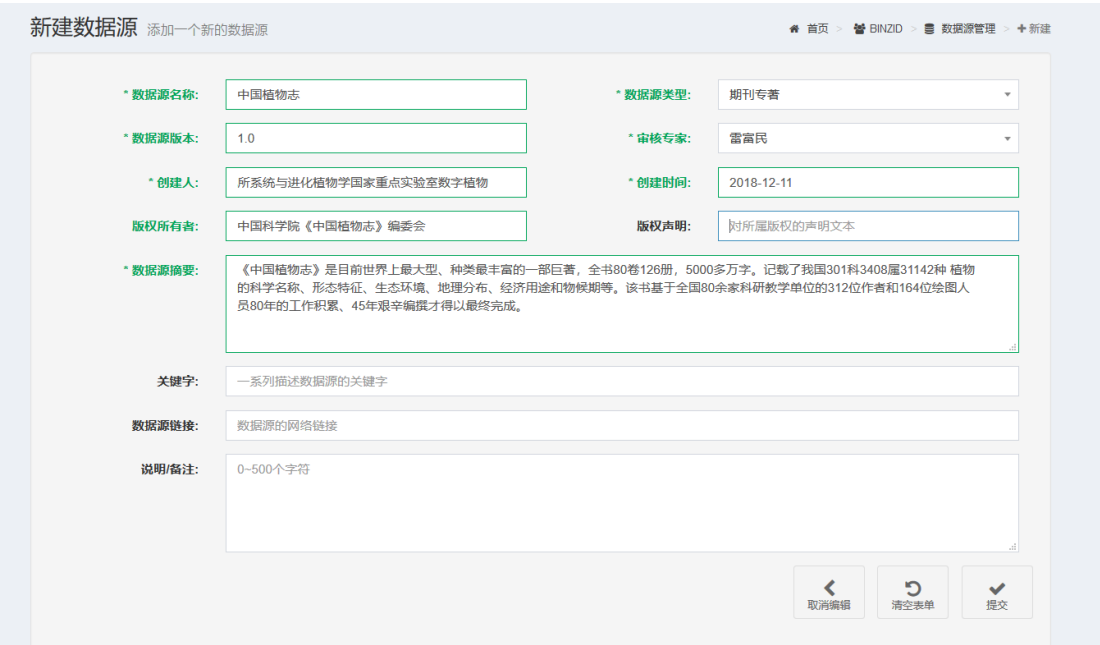 新建数据源 添加一个新的数据源
首页 > BINZID > 数据源管理 > 新建
* 数据源名称: 中国植物志 * 数据源类型: 期刊专著
* 数据源版本: 1.0 * 审核专家: 雷富民
* 创建人: 所系统与进化植物学国家重点实验室数字植物 * 创建时间: 2018-12-11
版权所有者: 中国科学院《中国植物志》编委会 版权声明: 对所属版权的声明文本
* 数据源摘要: 《中国植物志》是目前世界上最大型、种类最丰富的一部巨著，全书80卷126册，5000多万字。记载了我国301科3408属31142种 植物
的科学名称、形态特征、生态环境、地理分布、经济用途和物候期等。该书基于全国80余家科研教学单位的312位作者和164位绘图人
员80年的工作积累、45年艰辛编撰才得以最终完成。
关键字: 一系列描述数据源的关键字
数据源链接: 数据源的网络链接
说明/备注: 0~500个字符
取消编辑 清空表单 提交